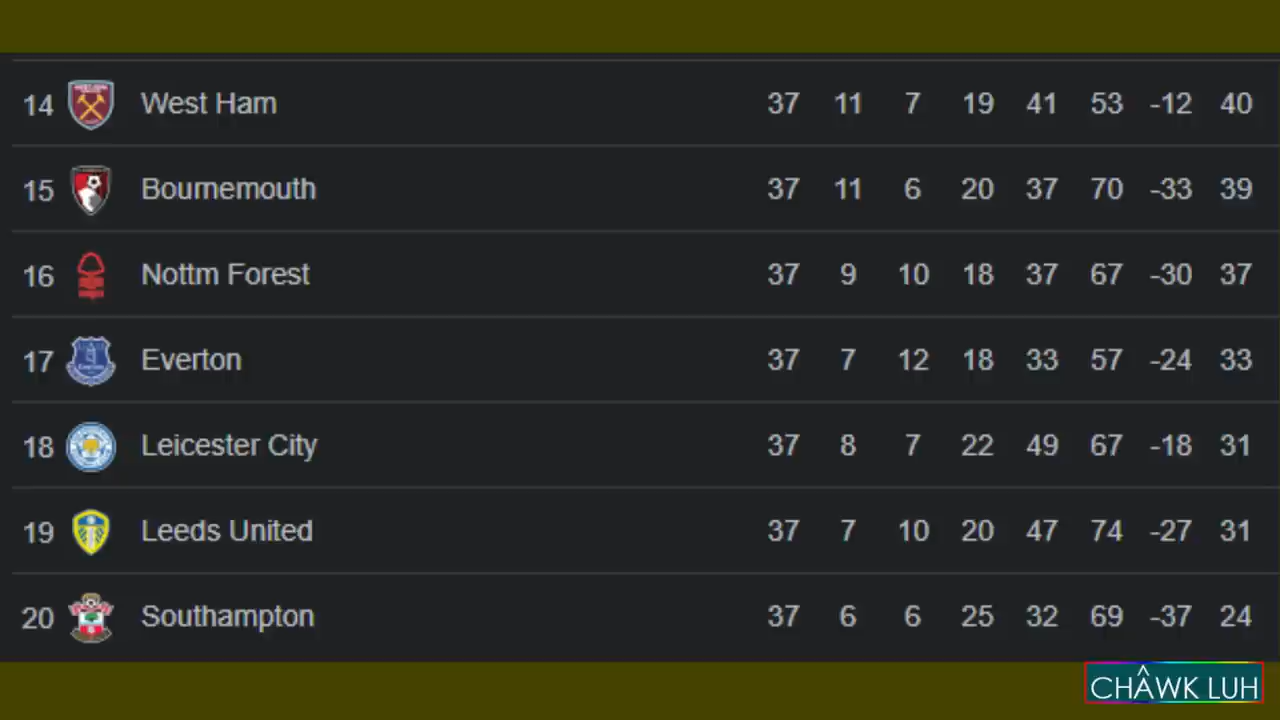 14 West Ham 37 11 7 19 41 53 -12 40
15 Bournemouth 37 11 6 20 37 70 -33 39
16 Nottm Forest 37 9 10 18 37 67 -30 37
17 Everton 37 7 12 18 33 57 -24 33
18 Leicester City 37 8 7 22 49 67 -18 31
19 Leeds United 37 7 10 20 47 74 -27 31
20 Southampton 37 6 6 25 32 69 -37 24
CHÂWK LUH